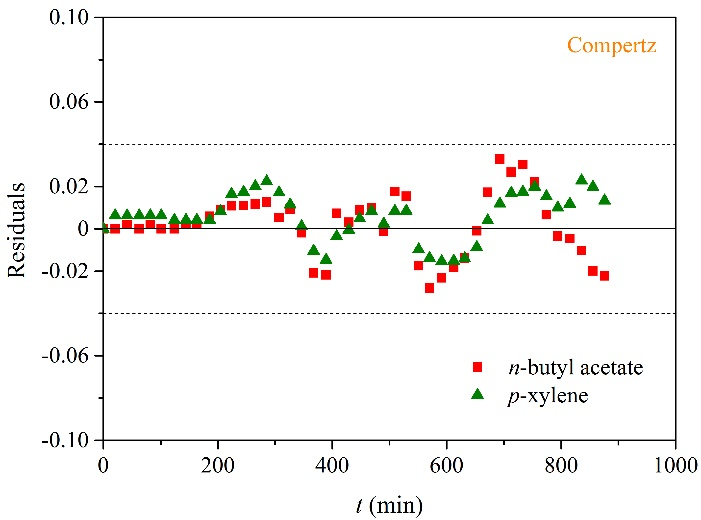 0.10
Compertz
0.06
0.02
0
-0.02
-0.06
-0.10
Residuals
n-butyl acetate
p-xylene
0 200 400 600 800 1000
t (min)